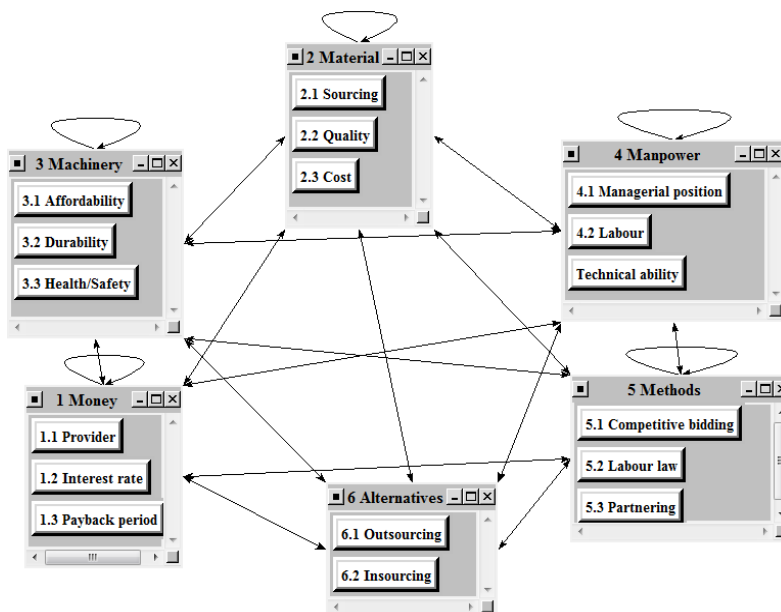 2 Material
2.1 Sourcing
2.2 Quality
2.3 Cost
3 Machinery
3.1 Affordability
3.2 Durability
3.3 Health/Safety
4 Manpower
4.1 Managerial position
4.2 Labour
Technical ability
1 Money
1.1 Provider
1.2 Interest rate
1.3 Payback period
5 Methods
5.1 Competitive bidding
5.2 Labour law
5.3 Partnering
6 Alternatives
6.1 Outsourcing
6.2 Insourcing